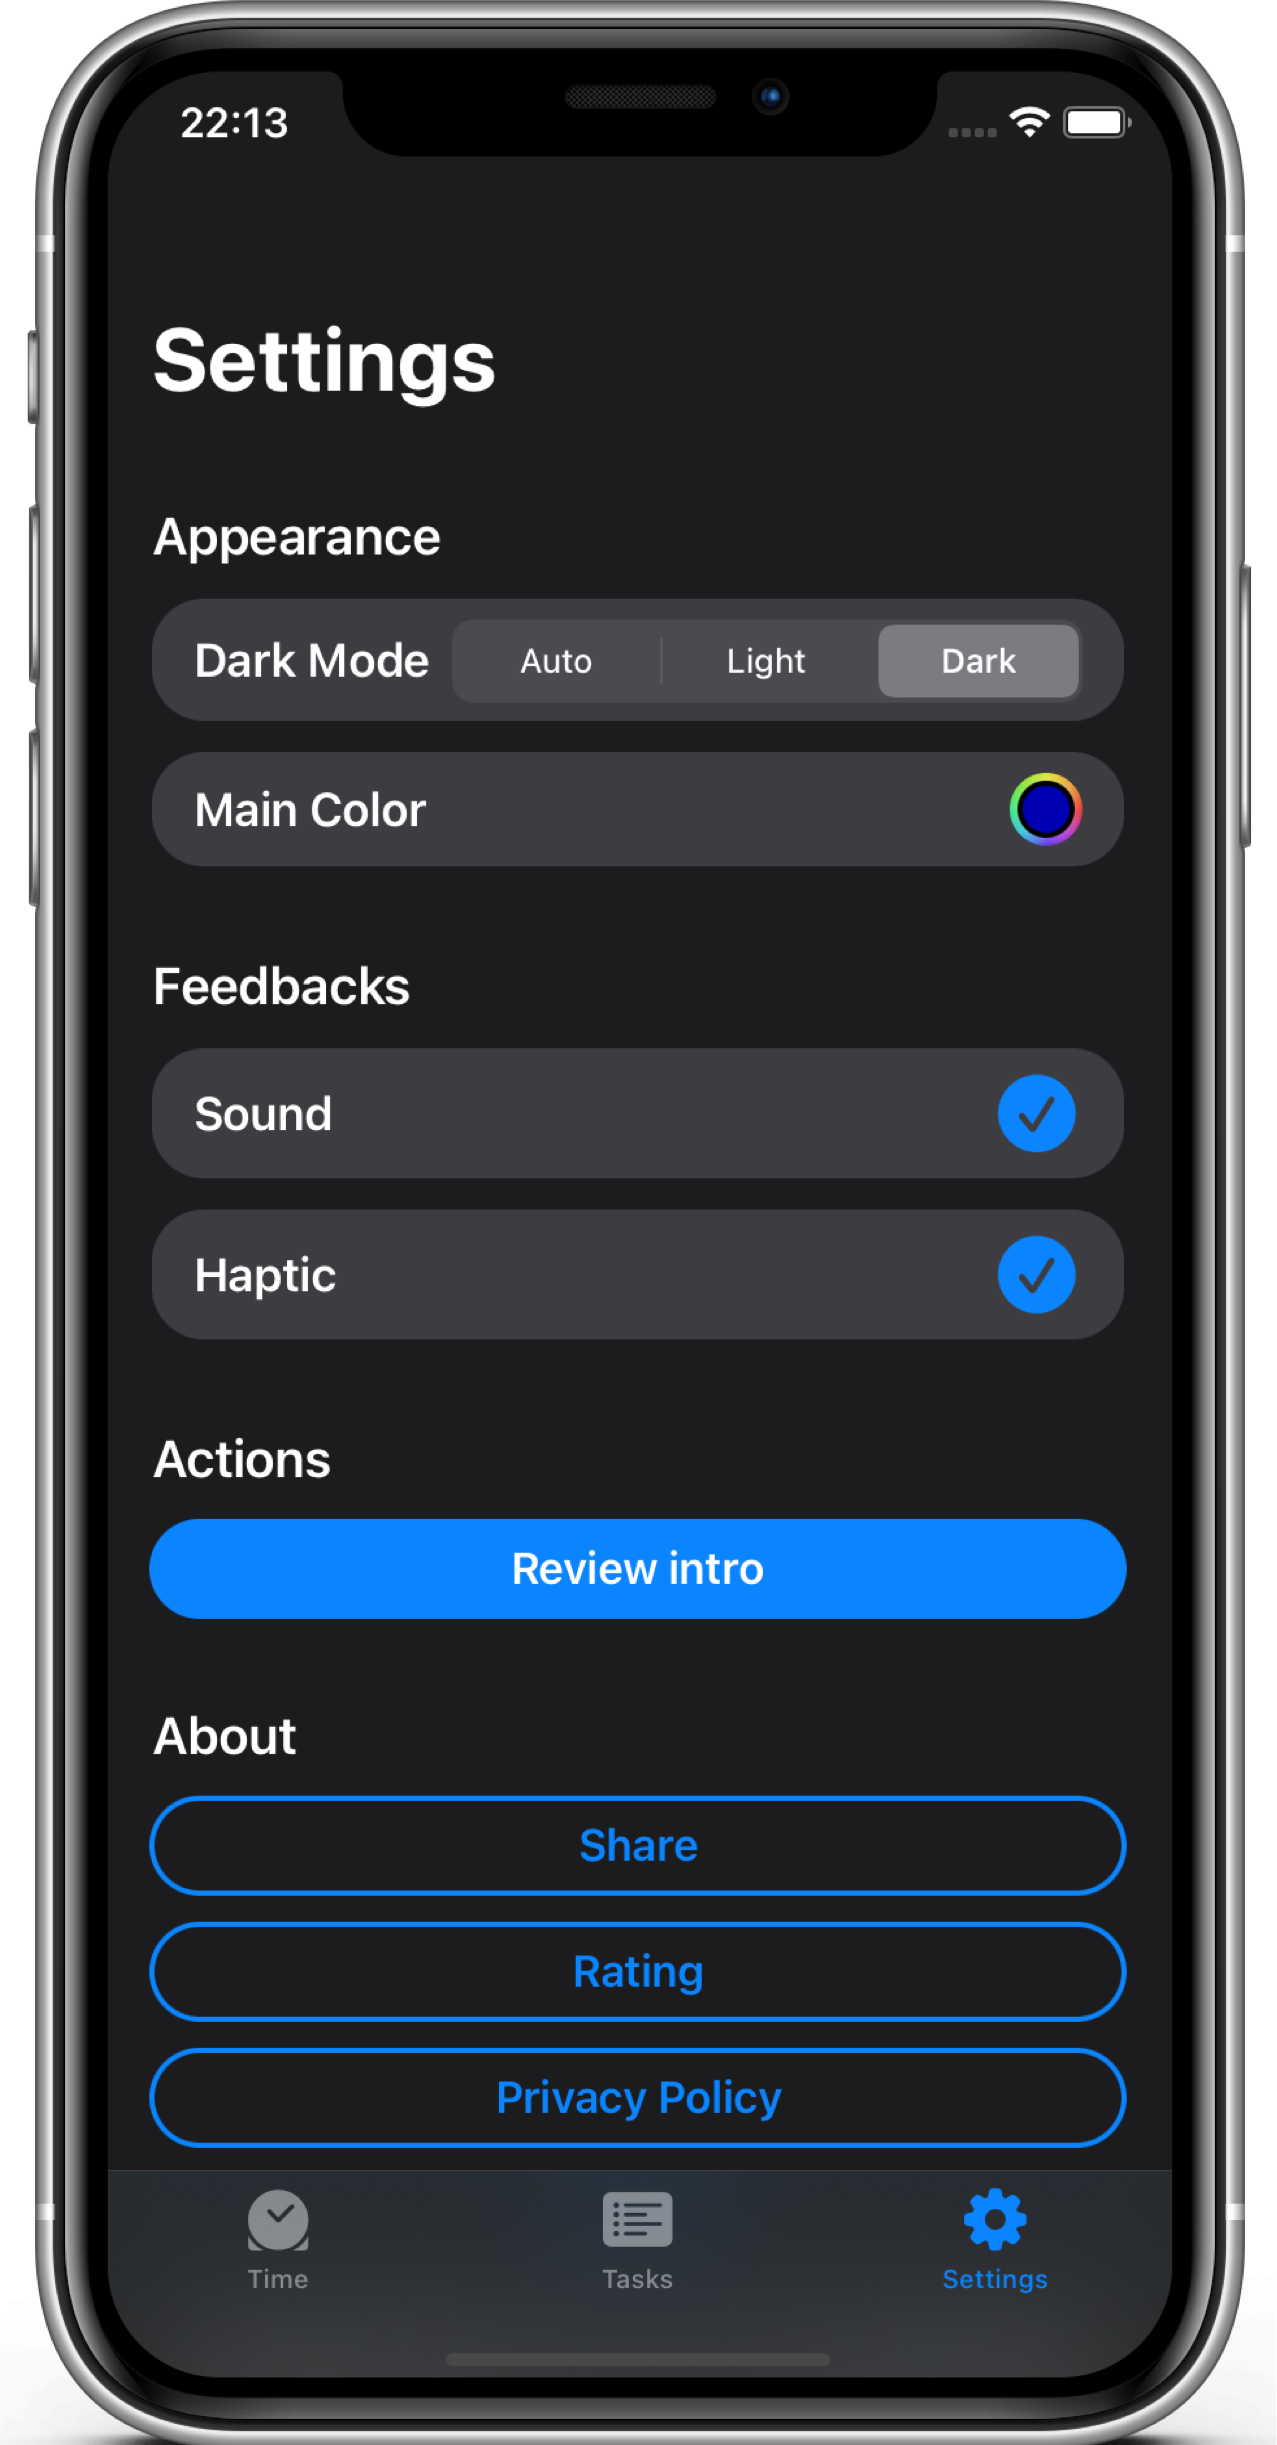 22:13
Settings
Appearance
Dark Mode Auto Light Dark
Main Color
Feedbacks
Sound
Haptic
Actions
Review intro
About
Share
Rating
Privacy Policy
Time Tasks Settings